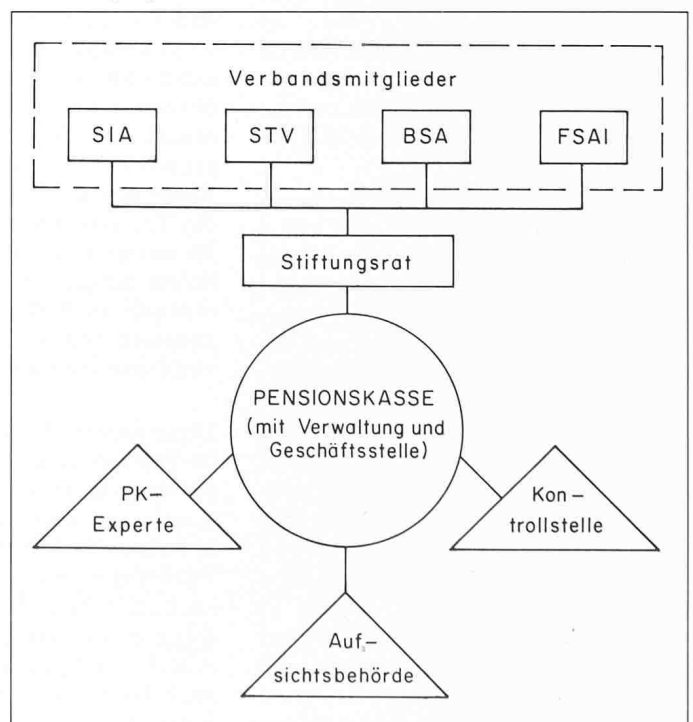 Verbandsmitglieder
SIA STV BSA FSAI
Stiftungsrat
PENSIONSKASSE
(mit Verwaltung und
Geschäftsstelle)
PK-
Experte
Kon-
trollstelle
Auf-
sichtsbehörde